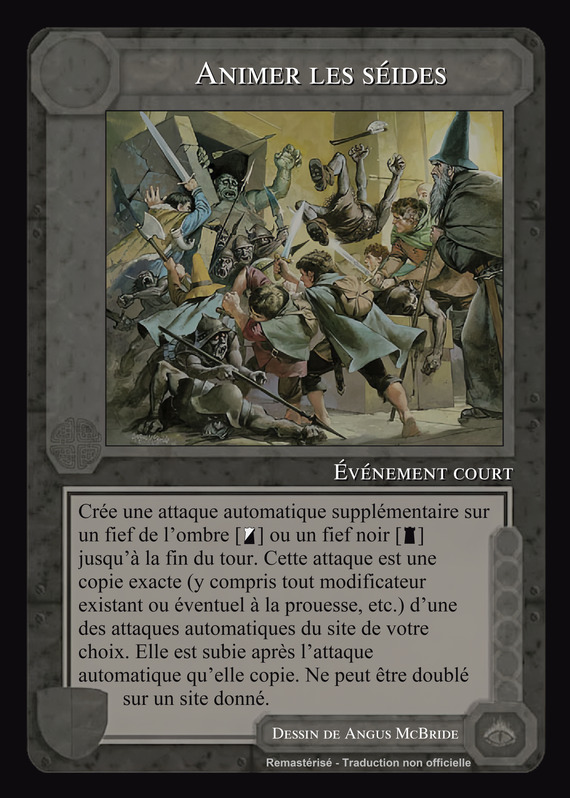 Animer les séides
Événement court
Crée une attaque automatique supplémentaire sur
un fief de l’ombre [ ] ou un fief noir [ ]
jusqu’à la fin du tour. Cette attaque est une
copie exacte (y compris tout modificateur
existant ou éventuel à la prouesse, etc.) d’une
des attaques automatiques du site de votre
choix. Elle est subie après l’attaque
automatique qu’elle copie. Ne peut être doublé
sur un site donné.
Dessin de Angus McBride
Remastérisé - Traduction non officielle